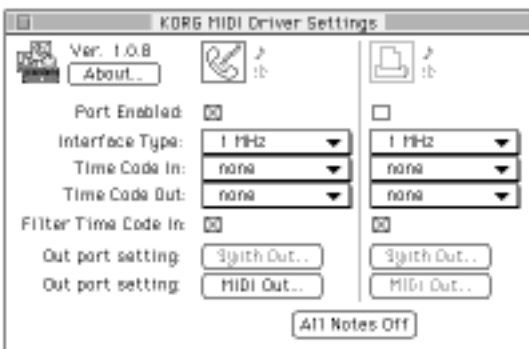 KORG MIDI Driver Settings
Ver. 1.0.8
About...
Port Enabled:
Interface Type: 1 MHz 1 MHz
Time Code In: none none
Time Code Out: none none
Filter Time Code In:
Out port setting: Synth Out... Synth Out...
Out port setting: MIDI Out... MIDI Out...
All Notes Off